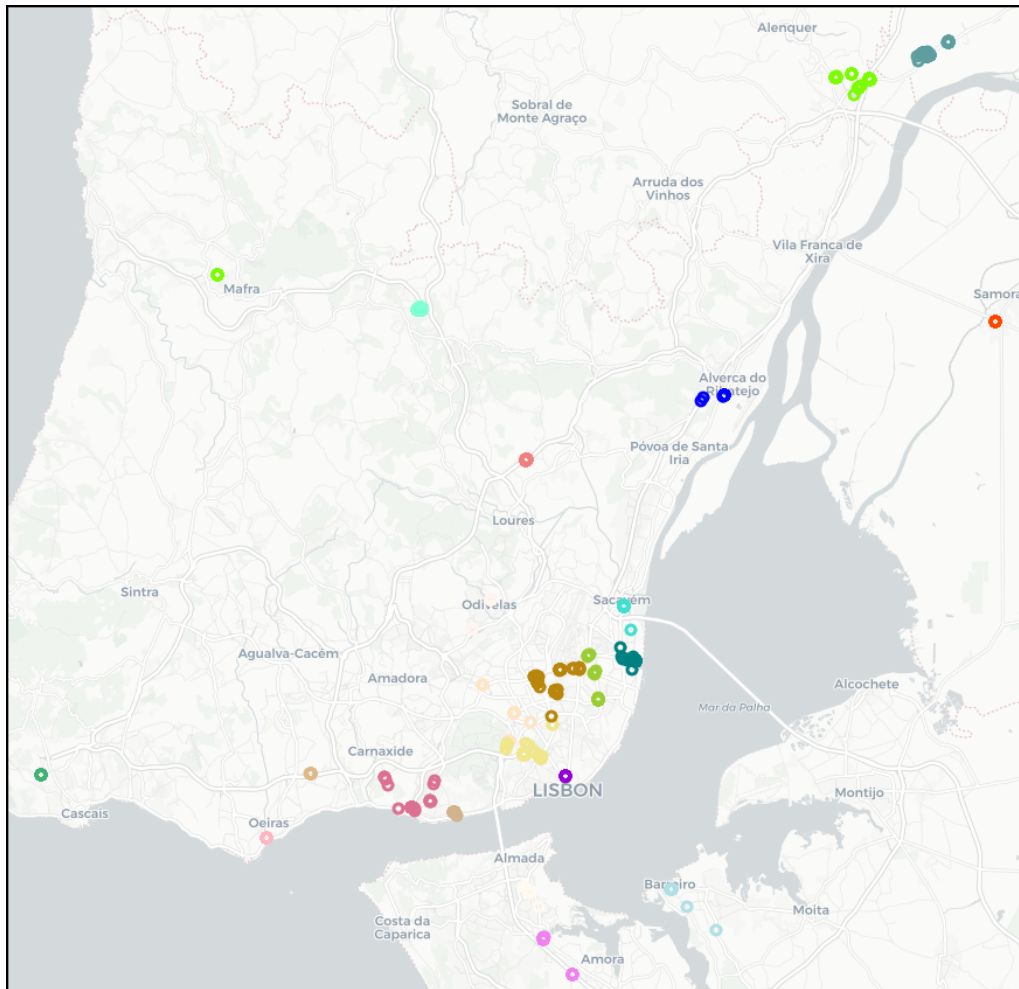 Alenquer
Sobral de
Monte Agraço
Arruda dos
Vinhos
Vila Franca de
Xira
Mafra
Samora
Alverca do
Ribatejo
Póvoa de Santa
Iria
Loures
Sintra
Odivelas
Sacavém
Agualva-Cacém
Amadora
Alcochete
Mar da Palha
Carnaxide
LISBON
Montijo
Cascais
Oeiras
Almada
Barreiro
Moita
Costa da
Caparica
Amora